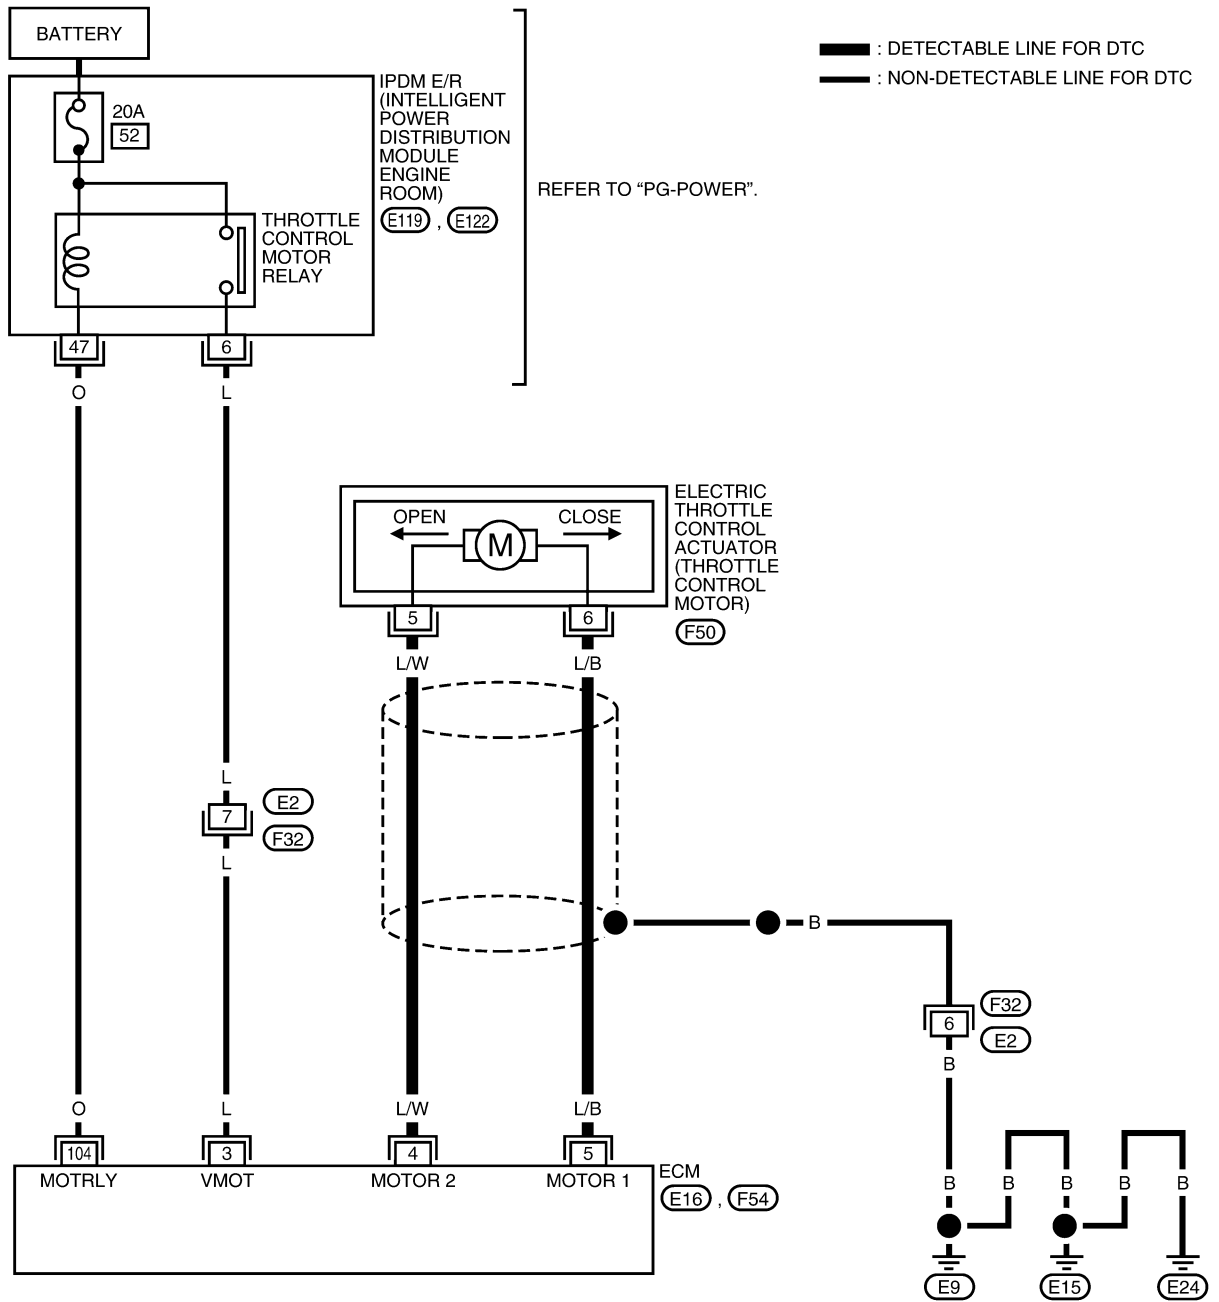 BATTERY
20A
52
IPDM E/R
(INTELLIGENT
POWER
DISTRIBUTION
MODULE
ENGINE
ROOM)
E119 , E122
THROTTLE
CONTROL
MOTOR
RELAY
REFER TO “PG-POWER”.
: DETECTABLE LINE FOR DTC
: NON-DETECTABLE LINE FOR DTC
47 6
O L
OPEN CLOSE
M
ELECTRIC
THROTTLE
CONTROL
ACTUATOR
(THROTTLE
CONTROL
MOTOR)
F50
5 6
L/W L/B
L
7
E2
F32
L
B
6
F32
E2
B
O L L/W L/B
104 3 4 5
MOTRLY VMOT MOTOR 2 MOTOR 1
ECM
E16 , F54
B B B B B
E9 E15 E24